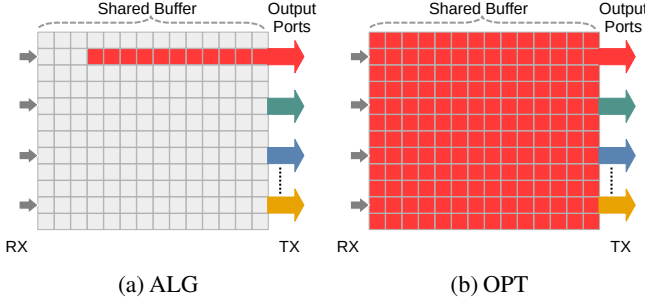 Shared Buffer
Output
Ports
RX
TX
(a) ALG
Shared Buffer
Output
Ports
RX
TX
(b) OPT